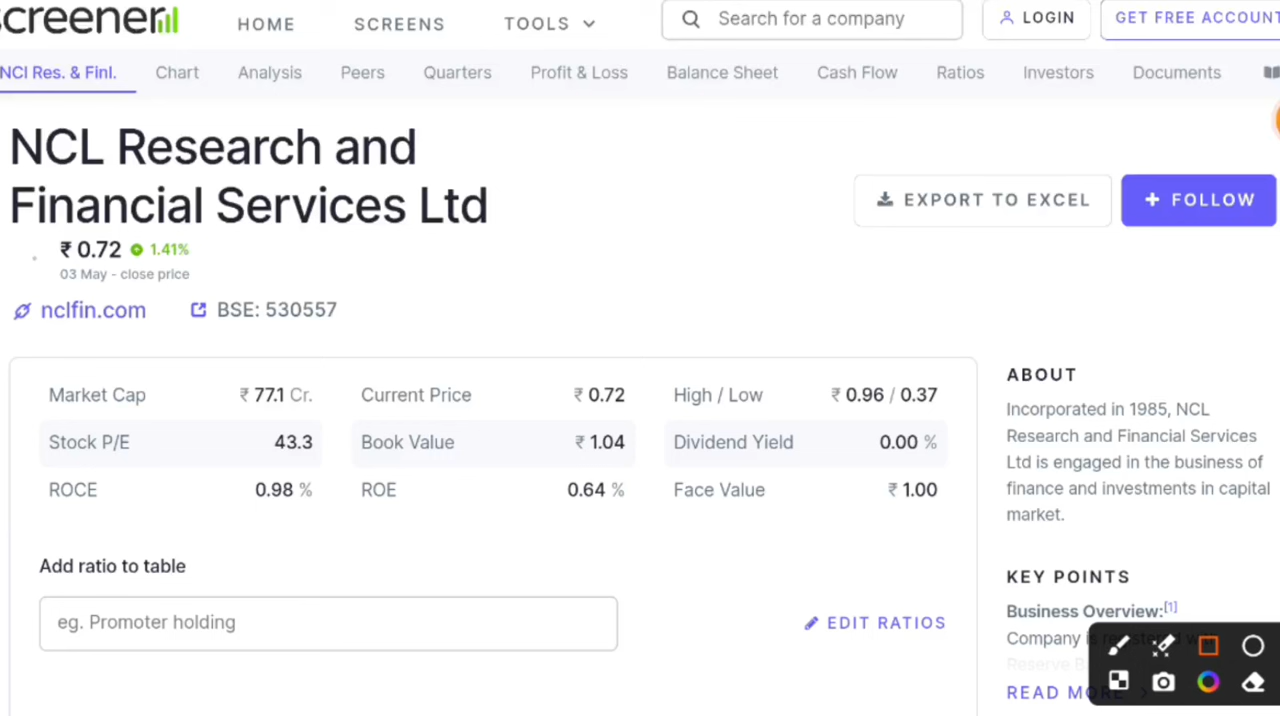 screener
HOME SCREENS TOOLS
Search for a company
LOGIN
GET FREE ACCOUNT
NCl Res. & Finl. Chart Analysis Peers Quarters Profit & Loss Balance Sheet Cash Flow Ratios Investors Documents
NCL Research and
Financial Services Ltd
EXPORT TO EXCEL
+ FOLLOW
₹ 0.72 1.41%
03 May - close price
nclfin.com BSE: 530557
Market Cap ₹ 77.1 Cr. Current Price ₹ 0.72 High / Low ₹ 0.96 / 0.37
Stock P/E 43.3 Book Value ₹ 1.04 Dividend Yield 0.00 %
ROCE 0.98 % ROE 0.64 % Face Value ₹ 1.00
Add ratio to table
eg. Promoter holding
EDIT RATIOS
ABOUT
Incorporated in 1985, NCL
Research and Financial Services
Ltd is engaged in the business of
finance and investments in capital
market.
KEY POINTS
Business Overview:[1]
Company is registered
Reserve
READ MORE